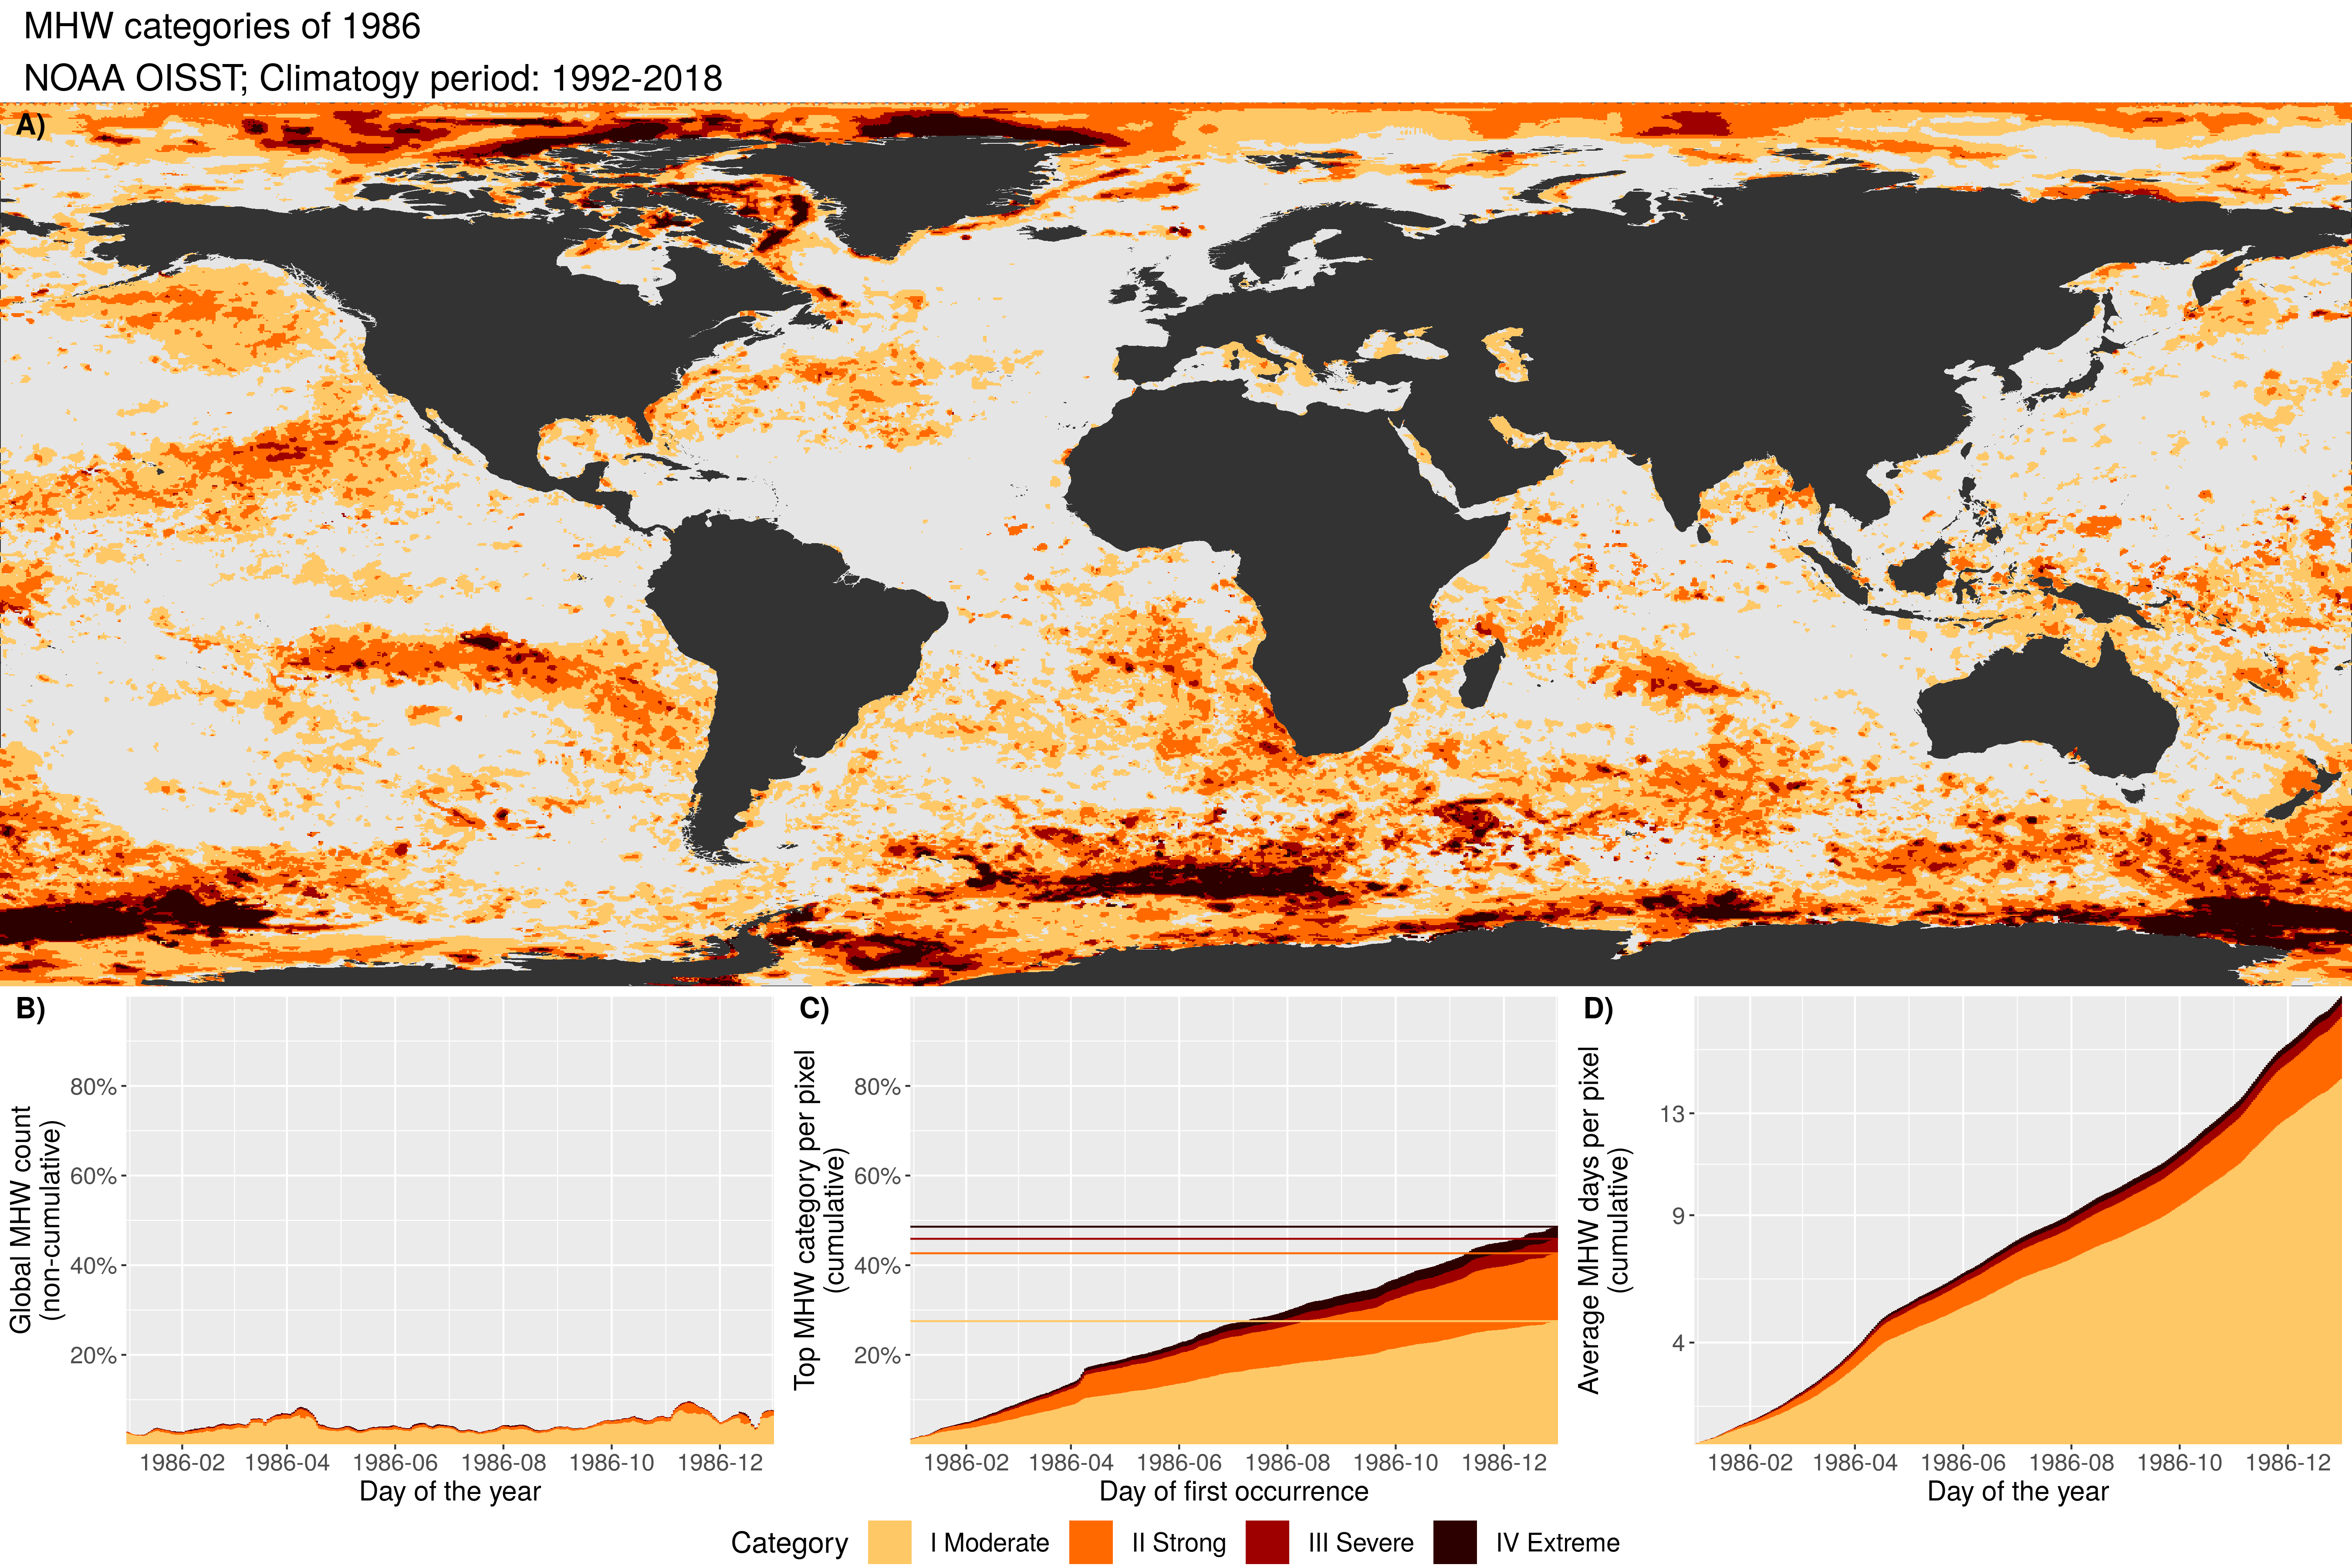 MHW categories of 1986
NOAA OISST; Climatogy period: 1992-2018
A)
B)
Global MHW count
(non-cumulative)
80%
60%
40%
20%
1986-02 1986-04 1986-06 1986-08 1986-10 1986-12
Day of the year
C)
Top MHW category per pixel
(cumulative)
80%
60%
40%
20%
1986-02 1986-04 1986-06 1986-08 1986-10 1986-12
Day of first occurrence
D)
Average MHW days per pixel
(cumulative)
13
9
4
1986-02 1986-04 1986-06 1986-08 1986-10 1986-12
Day of the year
Category I Moderate II Strong III Severe IV Extreme